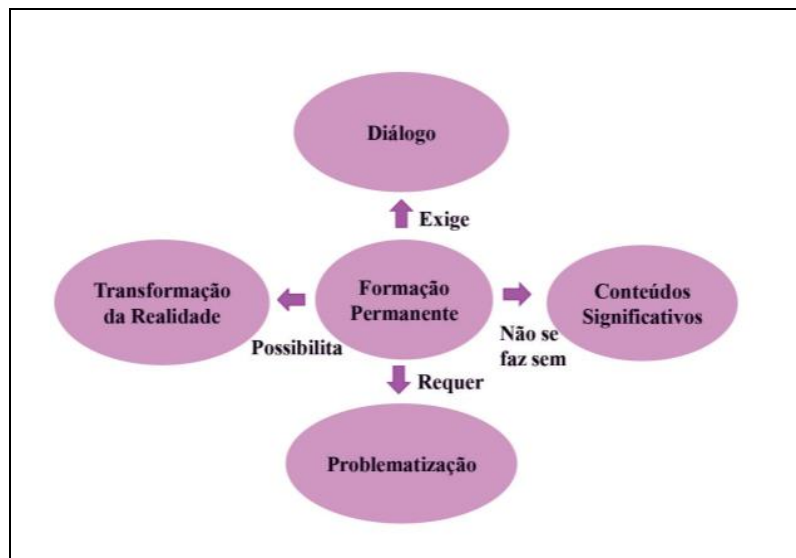 Diálogo
Exige
Transformação
da Realidade
Possibilita
Formação
Permanente
Não se
faz sem
Conteúdos
Significativos
Requer
Problematização